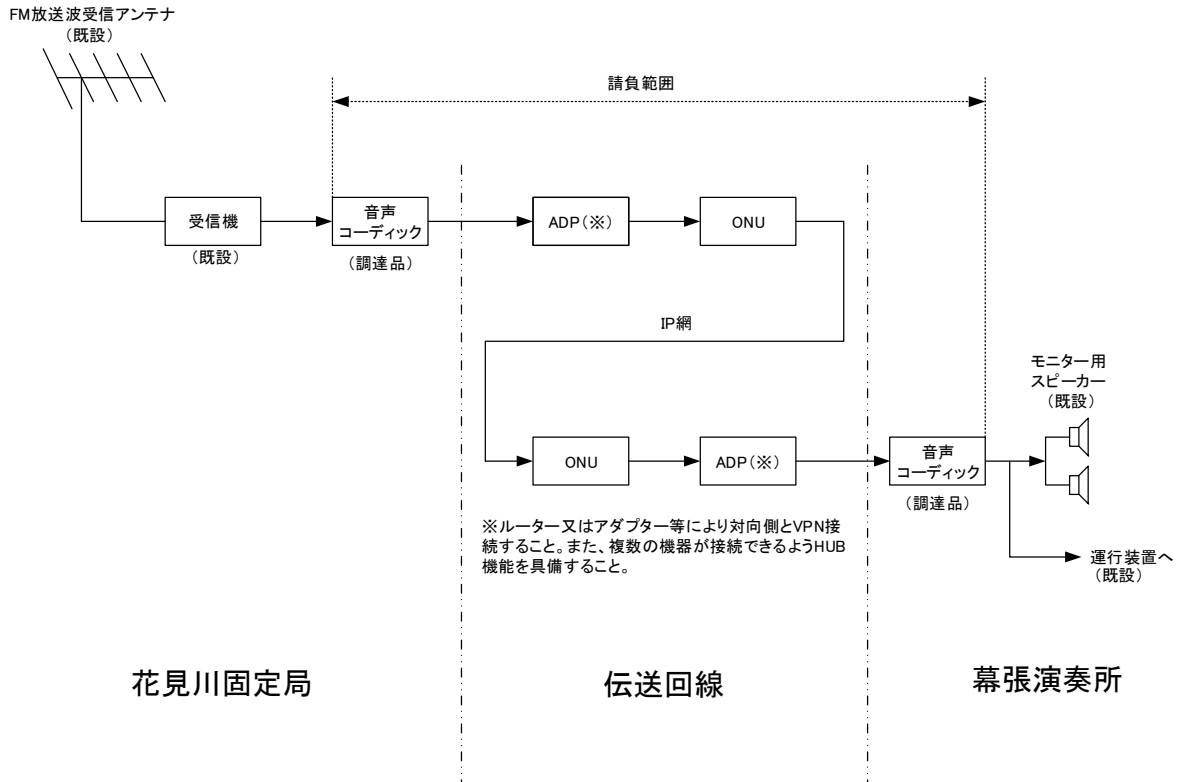 FM放送波受信アンテナ
(既設)
請負範囲
受信機
(既設)
音声
コーディック
(調達品)
ADP(※)
ONU
IP網
ONU
ADP(※)
音声
コーディック
(調達品)
モニター用
スピーカー
(既設)
運行装置へ
(既設)
※ルーター又はアダプター等により対向側とVPN接
続すること。また、複数の機器が接続できるようHUB
機能を具備すること。
花見川固定局
伝送回線
幕張演奏所